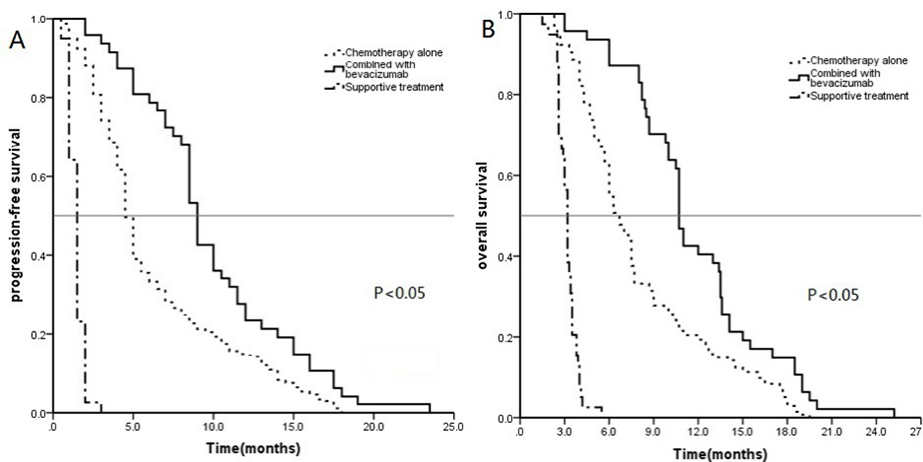 A
Chemotherapy alone
Combined with
bevacizumab
Supportive treatment
progression-free survival
1.0
0.8
0.6
0.4
0.2
0.0
P<0.05
.0
5.0
10.0
15.0
20.0
25.0
Time(months)
B
Chemotherapy alone
Combined with
bevacizumab
Supportive treatment
overall survival
1.0
0.8
0.6
0.4
0.2
0.0
P<0.05
.0
3.0
6.0
9.0
12.0
15.0
18.0
21.0
24.0
27
Time(months)